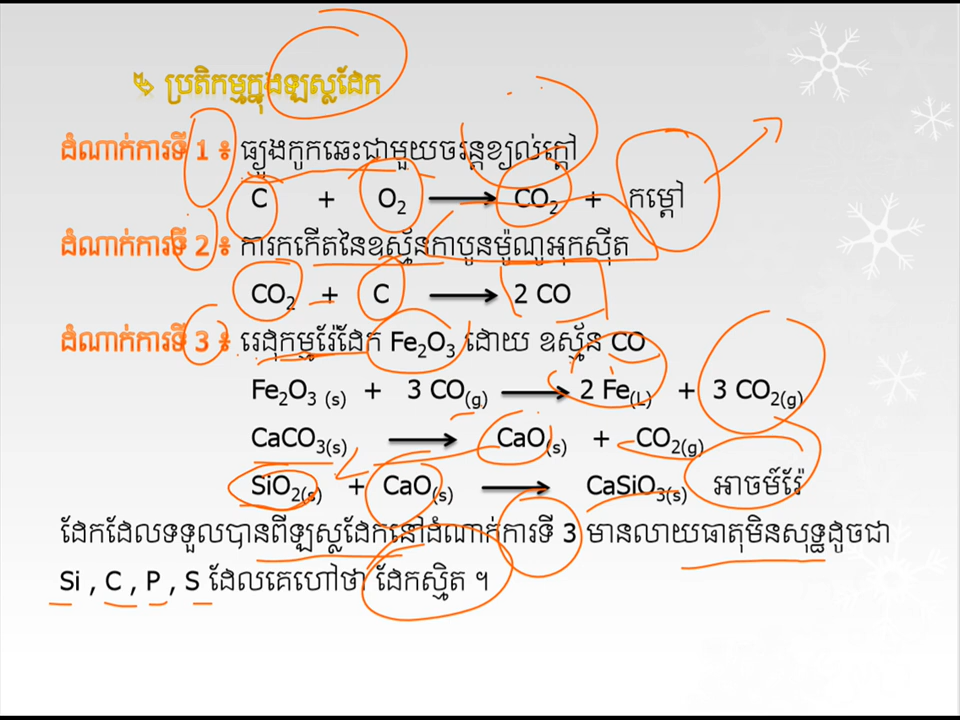 ប្រតិកម្មក្នុងឡស្លដែក
ដំណាក់ការទី 1 ៖ ធ្យូងកូកឆេះជាមួយចរន្តខ្យល់ក្ដៅ
C + O₂ ⟶ CO₂ + កម្ដៅ
ដំណាក់ការទី 2 ៖ ការកកើតនៃឧស្ម័នកាបូនម៉ូណូអុកស៊ីត
CO₂ + C ⟶ 2 CO
ដំណាក់ការទី 3 ៖ រេដុកម្មរ៉ែដែក Fe₂O₃ ដោយ ឧស្ម័ន CO
Fe₂O₃ (s) + 3 CO(g) ⟶ 2 Fe(L) + 3 CO₂(g)
CaCO₃(s) ⟶ CaO(s) + CO₂(g)
SiO₂(s) + CaO(s) ⟶ CaSiO₃(s) អាចម៍រ៉ែ
ដែកដែលទទួលបានពីឡស្លដែកនៅដំណាក់ការទី 3 មានលាយធាតុមិនសុទ្ធដូចជា
Si , C , P , S ដែលគេហៅថា ដែកស្មិត ។